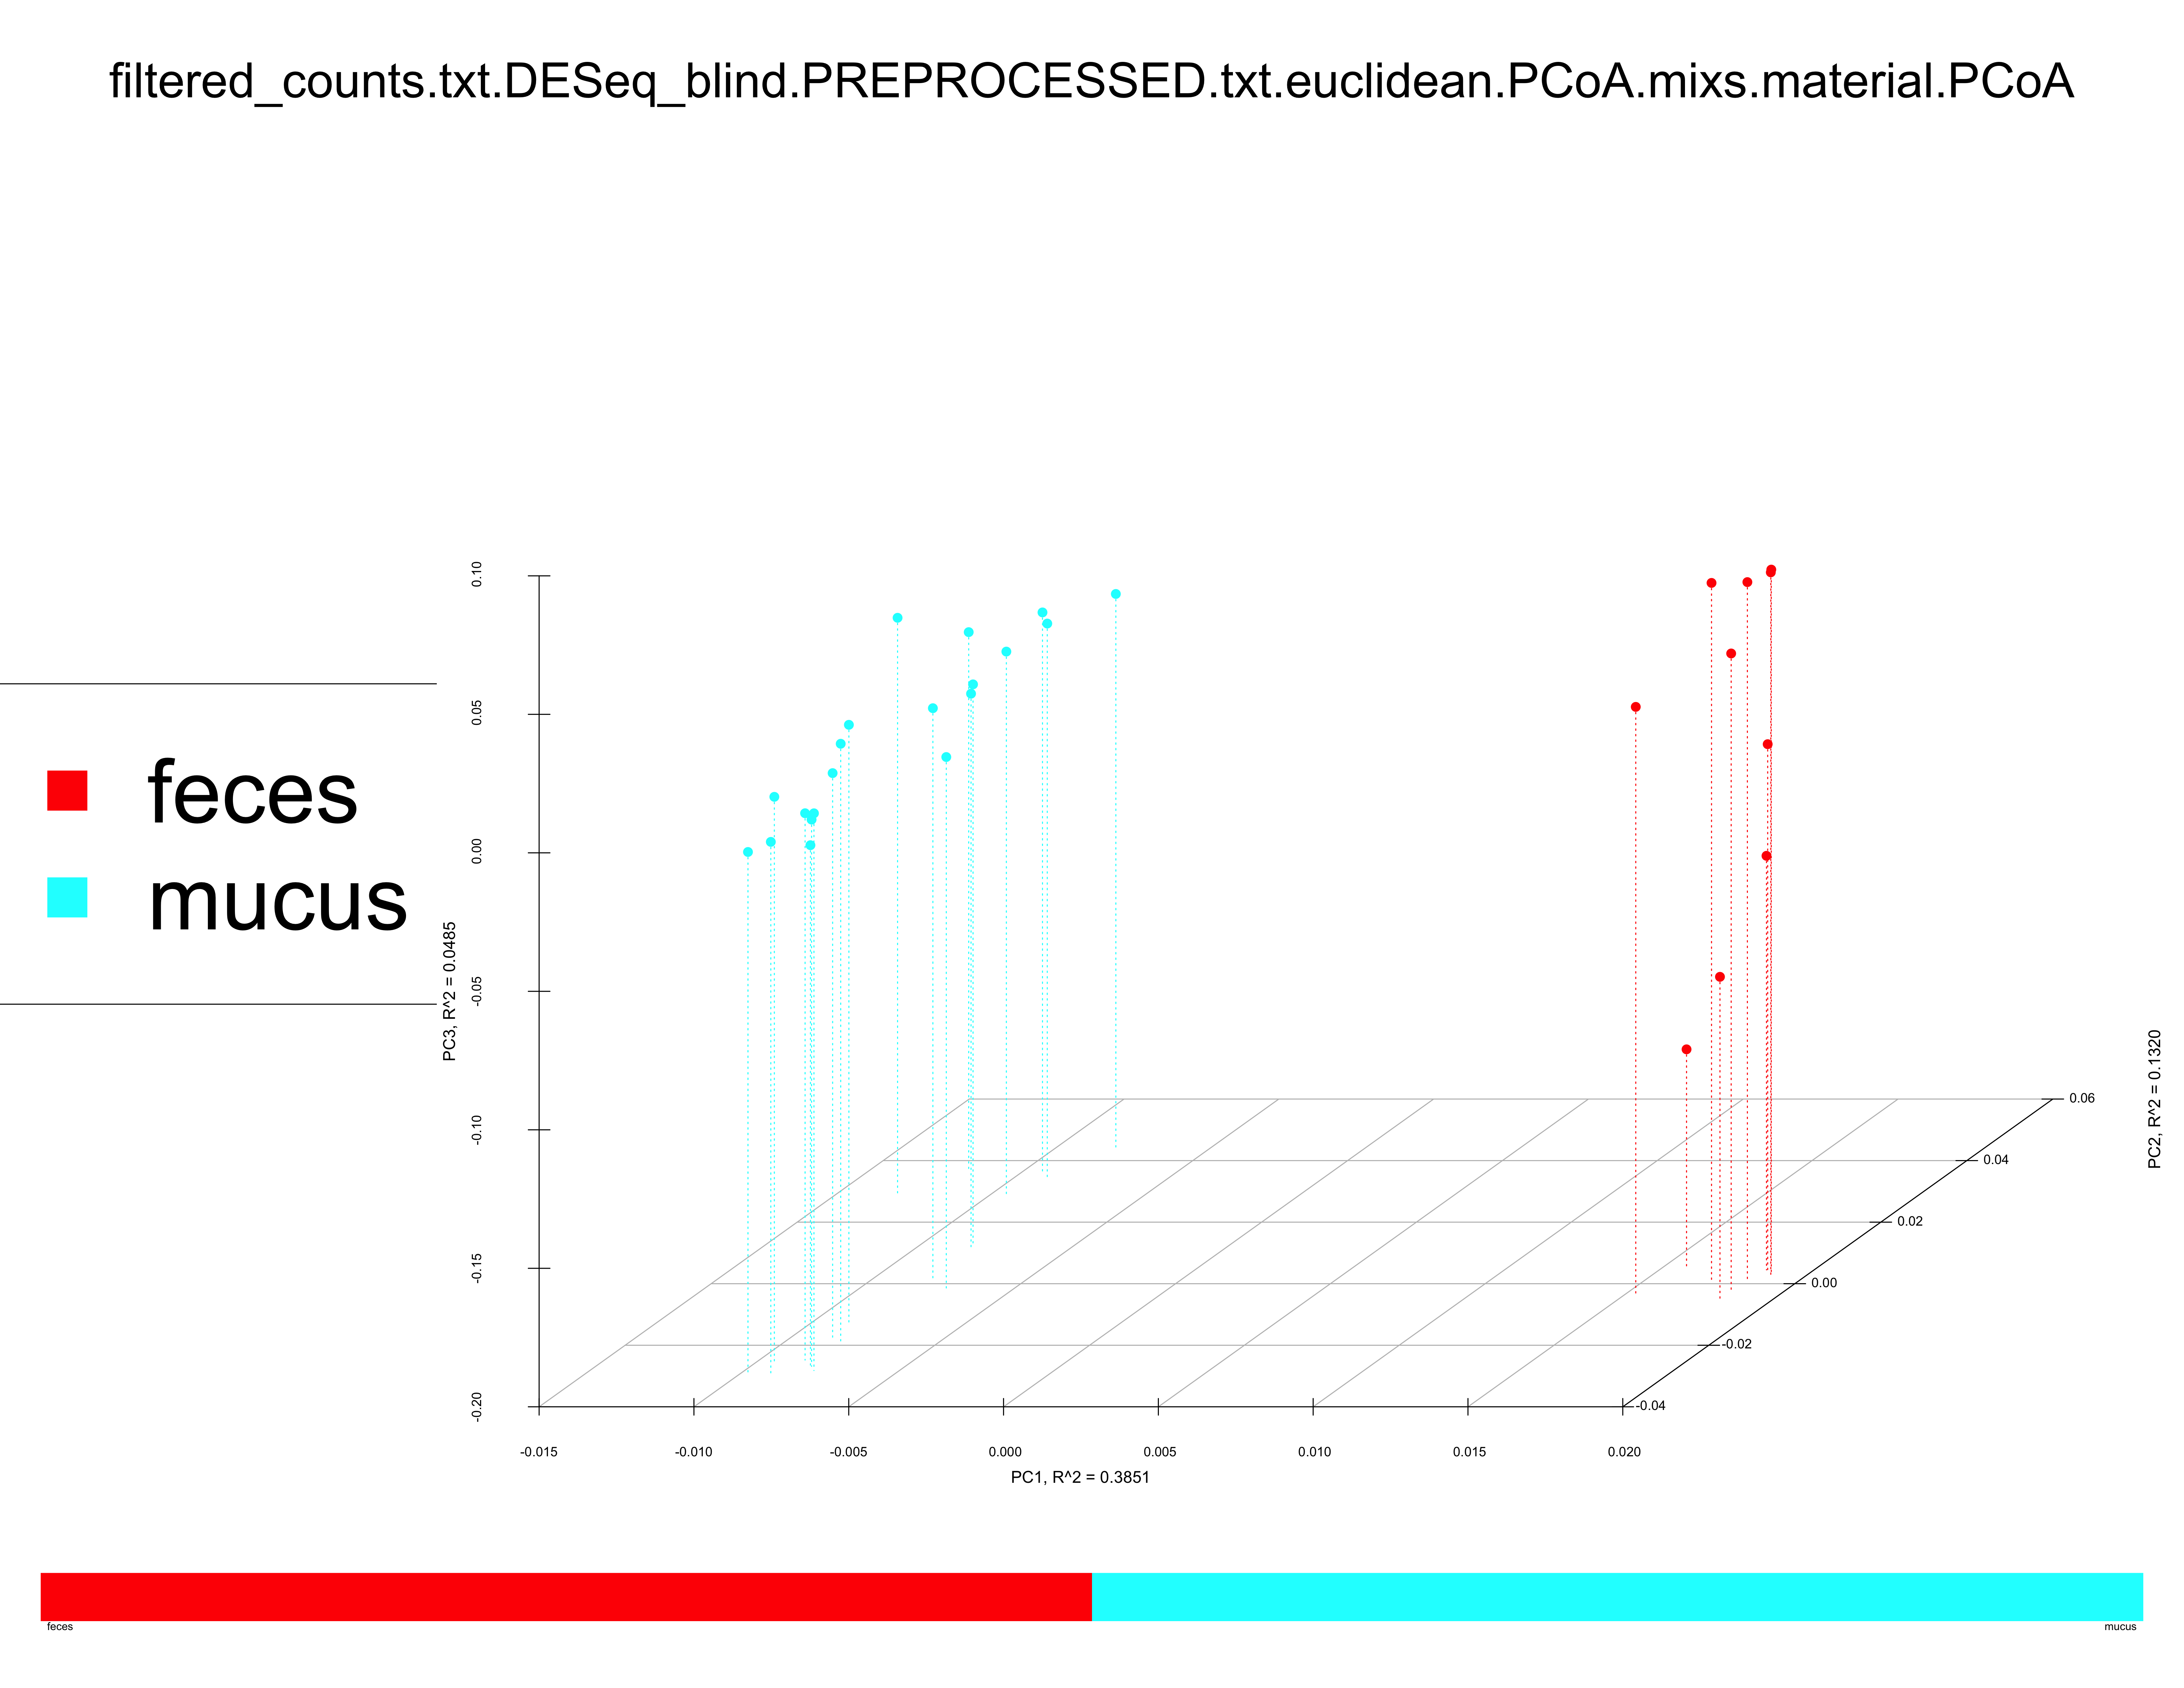 filtered_counts.txt.DESeq_blind.PREPROCESSED.txt.euclidean.PCoA.mixs.material.PCoA
feces
mucus
PC3, R^2 = 0.0485
0.10
0.05
0.00
-0.05
-0.10
-0.15
-0.20
PC2, R^2 = 0.1320
0.06
0.04
0.02
0.00
-0.02
-0.04
-0.015 -0.010 -0.005 0.000 0.005 0.010 0.015 0.020
PC1, R^2 = 0.3851
feces mucus